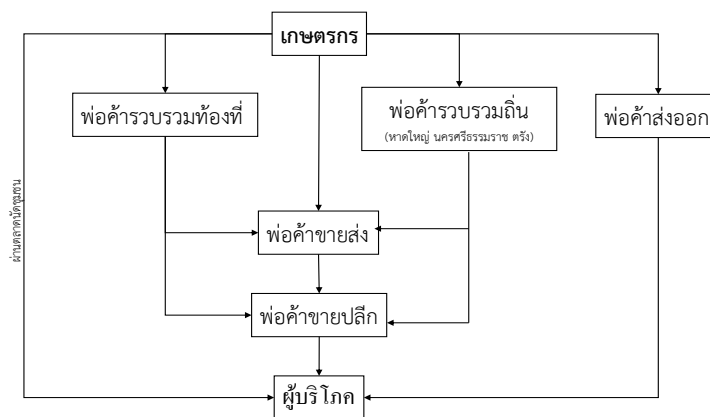 เกษตรกร
พ่อค้ารวบรวมท้องที่
พ่อค้ารวบรวมถิ่น
(หาดใหญ่ นครศรีธรรมราช ตรัง)
พ่อค้าส่งออก
ผ่านตลาดนัดชุมชน
พ่อค้าขายส่ง
พ่อค้าขายปลีก
ผู้บริโภค